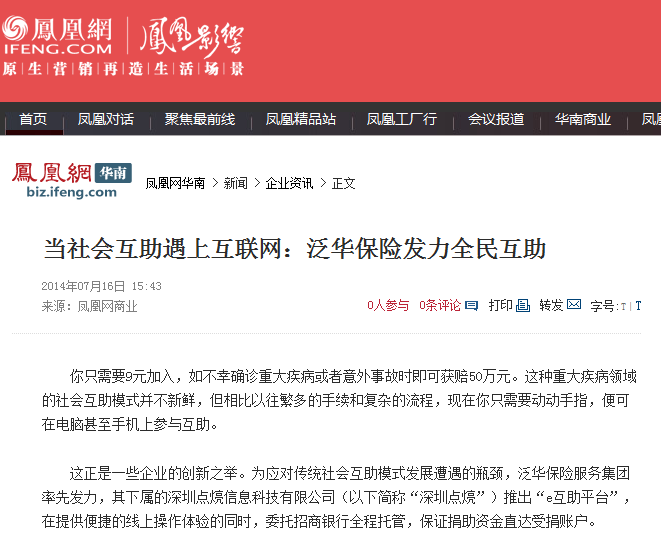 鳳凰網
IFENG.COM
鳳凰影響
原生营销再造生活场景
首页 凤凰对话 聚焦最前线 凤凰精品站 凤凰工厂行 会议报道 华南商业
鳳凰網 华南
biz.ifeng.com
凤凰网华南 > 新闻 > 企业资讯 > 正文
当社会互助遇上互联网：泛华保险发力全民互助
2014年07月16日 15:43
来源：凤凰网商业
0人参与 0条评论 打印 转发 字号:T | T
你只需要9元加入，如不幸确诊重大疾病或者意外事故时即可获赔50万元。这种重大疾病领域
的社会互助模式并不新鲜，但相比以往繁多的手续和复杂的流程，现在你只需要动动手指，便可
在电脑甚至手机上参与互助。
这正是一些企业的创新之举。为应对传统社会互助模式发展遭遇的瓶颈，泛华保险服务集团
率先发力，其下属的深圳点烷信息科技有限公司（以下简称“深圳点烷”）推出“e互助平台”，
在提供便捷的线上操作体验的同时，委托招商银行全程托管，保证捐助资金直达受捐账户。